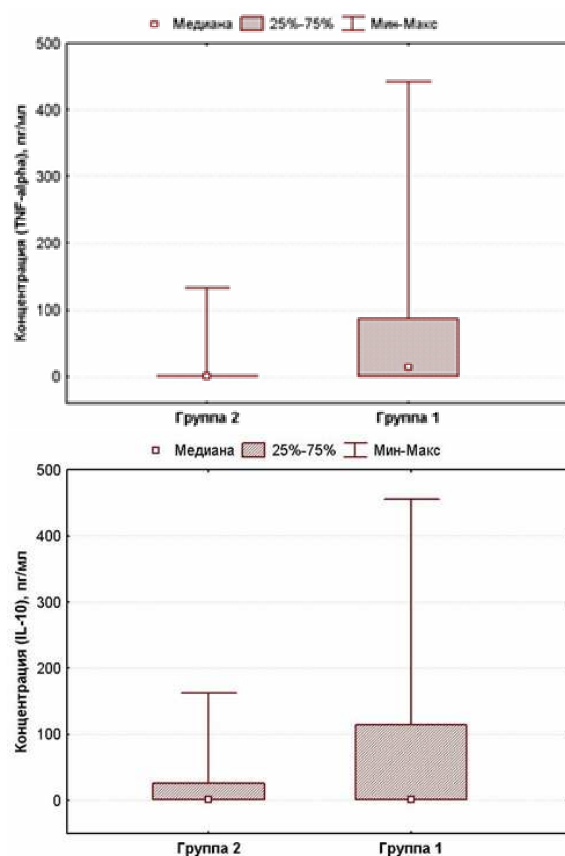 Медиана 25%-75% Мин-Макс
Концентрация (TNF-alpha), пг/мл
500
400
300
200
100
0
Группа 2 Группа 1
Медиана 25%-75% Мин-Макс
Концентрация (IL-10), пг/мл
500
400
300
200
100
0
Группа 2 Группа 1